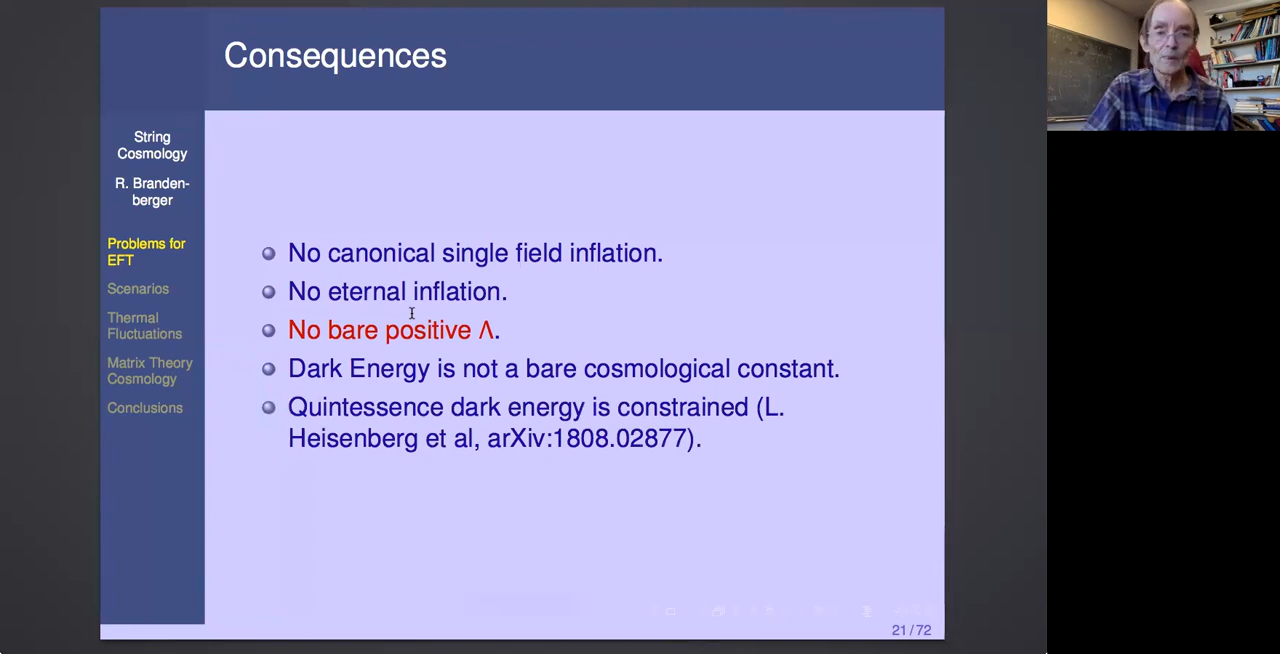 Consequences
String
Cosmology
R. Branden-
berger
Problems for
EFT
Scenarios
Thermal
Fluctuations
Matrix Theory
Cosmology
Conclusions
No canonical single field inflation.
No eternal inflation.
No bare positive Λ.
Dark Energy is not a bare cosmological constant.
Quintessence dark energy is constrained (L.
Heisenberg et al, arXiv:1808.02877).
21/72